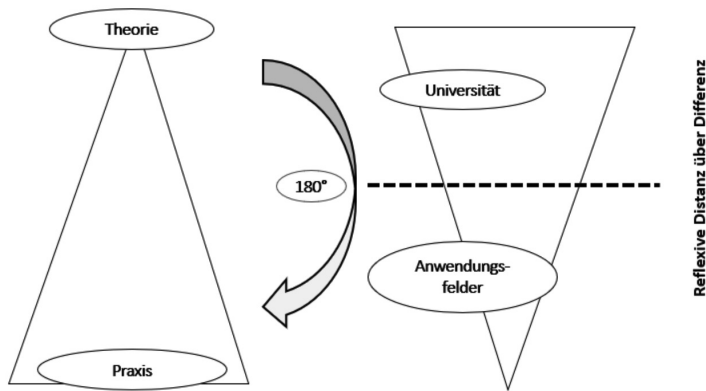 Theorie
Universität
180°
Anwendungs-
felder
Praxis
Reflexive Distanz über Differenz